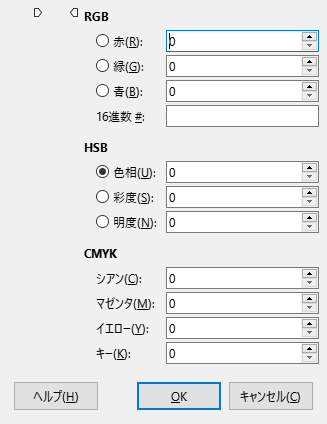 RGB
赤(R): 0
緑(G): 0
青(B): 0
16進数 #:
HSB
色相(U): 0
彩度(S): 0
明度(N): 0
CMYK
シアン(C): 0
マゼンタ(M): 0
イエロー(Y): 0
キー(K): 0
ヘルプ(H) OK キャンセル(C)